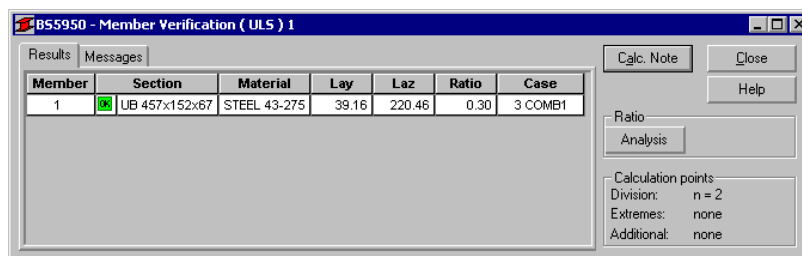 BS5950 - Member Verification ( ULS ) 1
Results Messages
Member Section Material Lay Laz Ratio Case
1 OK UB 457x152x67 STEEL 43-275 39.16 220.46 0.30 3 COMB1
Calc. Note Close
Help
Ratio
Analysis
Calculation points
Division: n = 2
Extremes: none
Additional: none